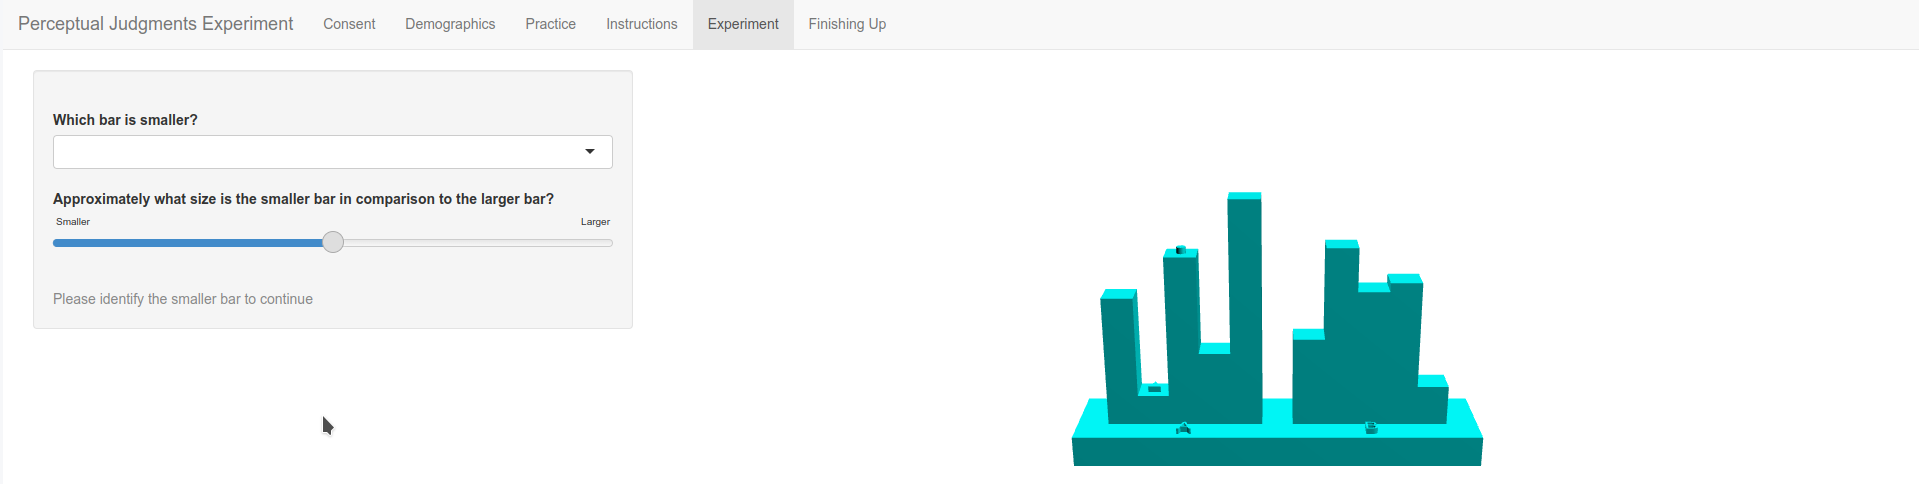 Perceptual Judgments Experiment Consent Demographics Practice Instructions Experiment Finishing Up
Which bar is smaller?
Approximately what size is the smaller bar in comparison to the larger bar?
Smaller Larger
Please identify the smaller bar to continue